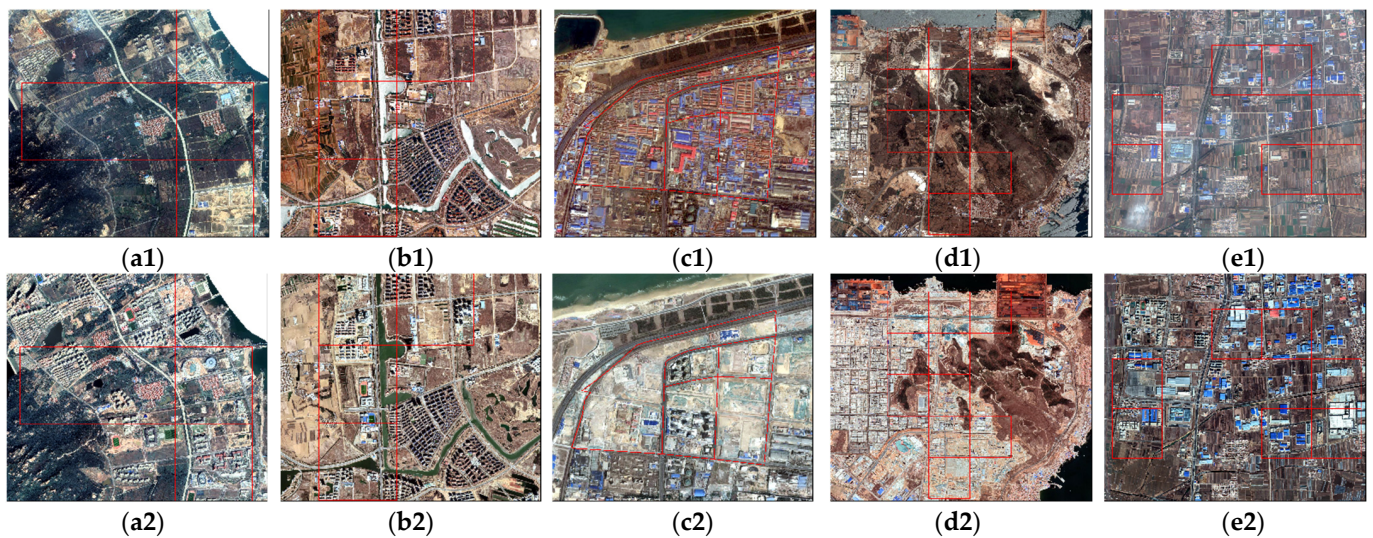 (a1) (b1) (c1) (d1) (e1)
(a2) (b2) (c2) (d2) (e2)